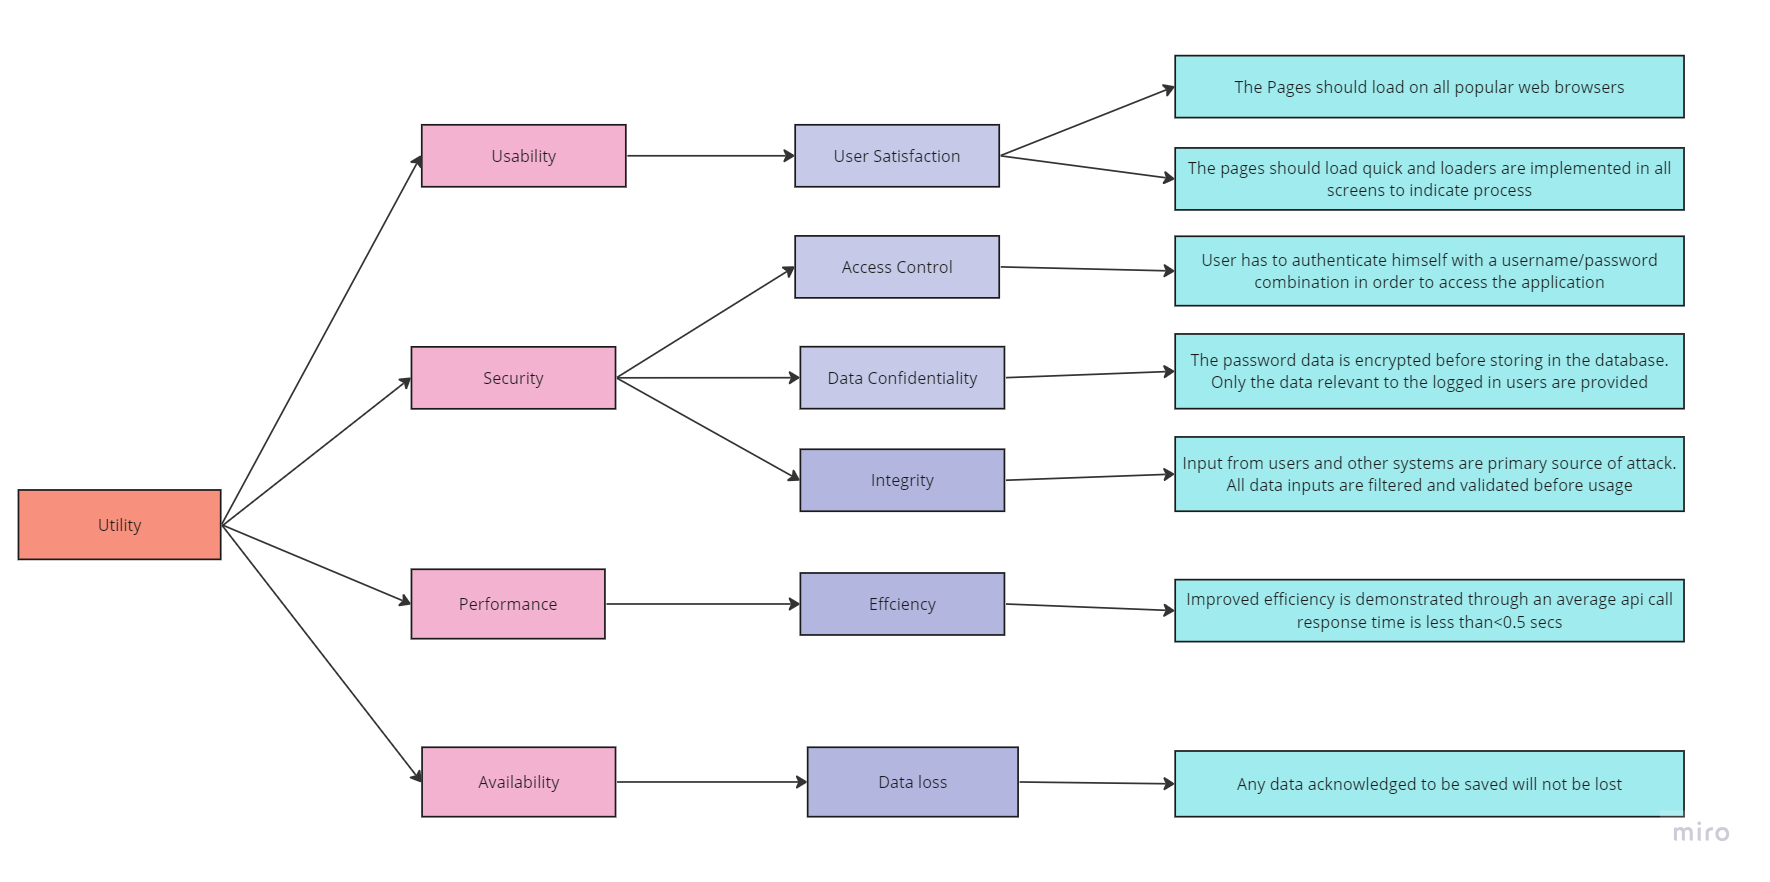 The Pages should load on all popular web browsers
Usability
User Satisfaction
The pages should load quick and loaders are implemented in all
screens to indicate process
Access Control
User has to authenticate himself with a username/password
combination in order to access the application
Security
Data Confidentiality
The password data is encrypted before storing in the database.
Only the data relevant to the logged in users are provided
Integrity
Input from users and other systems are primary source of attack.
All data inputs are filtered and validated before usage
Utility
Performance
Effciency
Improved efficiency is demonstrated through an average api call
response time is less than<0.5 secs
Availability
Data loss
Any data acknowledged to be saved will not be lost
miro